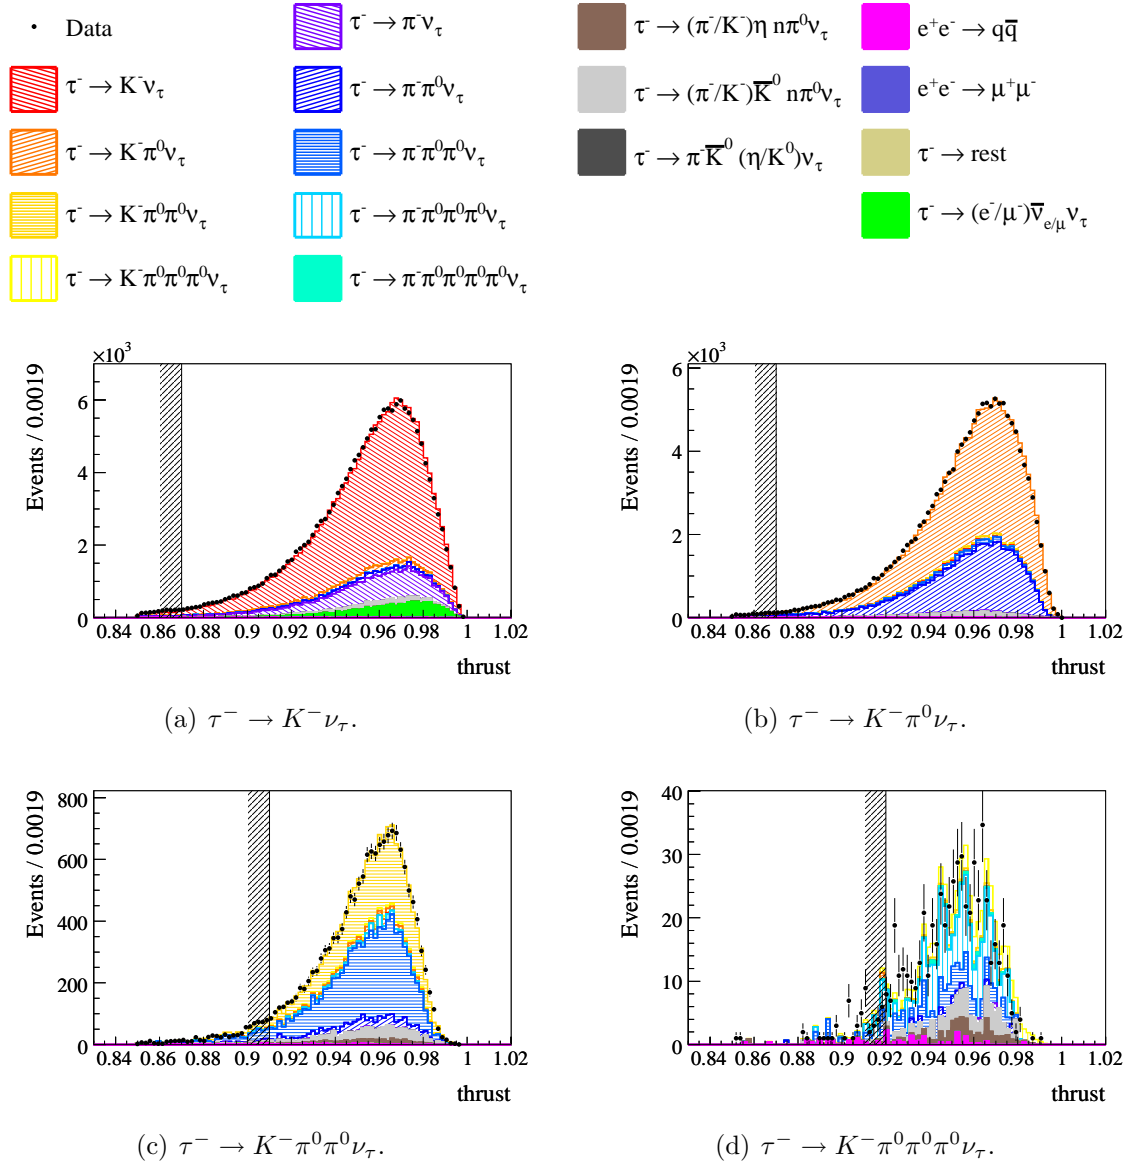 Data
τ⁻ → K⁻ν_τ
τ⁻ → K⁻π⁰ν_τ
τ⁻ → K⁻π⁰π⁰ν_τ
τ⁻ → K⁻π⁰π⁰π⁰ν_τ
τ⁻ → π⁻ν_τ
τ⁻ → π⁻π⁰ν_τ
τ⁻ → π⁻π⁰π⁰ν_τ
τ⁻ → π⁻π⁰π⁰π⁰ν_τ
τ⁻ → π⁻π⁰π⁰π⁰π⁰ν_τ
τ⁻ → (π⁻/K⁻)η nπ⁰ν_τ
τ⁻ → (π⁻/K⁻)K̅⁰ nπ⁰ν_τ
τ⁻ → π⁻K̅⁰ (η/K⁰)ν_τ
e⁺e⁻ → qq̅
e⁺e⁻ → μ⁺μ⁻
τ⁻ → rest
τ⁻ → (e⁻/μ⁻)ν̅_e/μ ν_τ
×10³
Events / 0.0019
6
4
2
0
0.84 0.86 0.88 0.9 0.92 0.94 0.96 0.98 1 1.02
thrust
(a) τ⁻ → K⁻ν_τ.
×10³
Events / 0.0019
6
4
2
0
0.84 0.86 0.88 0.9 0.92 0.94 0.96 0.98 1 1.02
thrust
(b) τ⁻ → K⁻π⁰ν_τ.
Events / 0.0019
800
600
400
200
0
0.84 0.86 0.88 0.9 0.92 0.94 0.96 0.98 1 1.02
thrust
(c) τ⁻ → K⁻π⁰π⁰ν_τ.
Events / 0.0019
40
30
20
10
0
0.84 0.86 0.88 0.9 0.92 0.94 0.96 0.98 1 1.02
thrust
(d) τ⁻ → K⁻π⁰π⁰π⁰ν_τ.